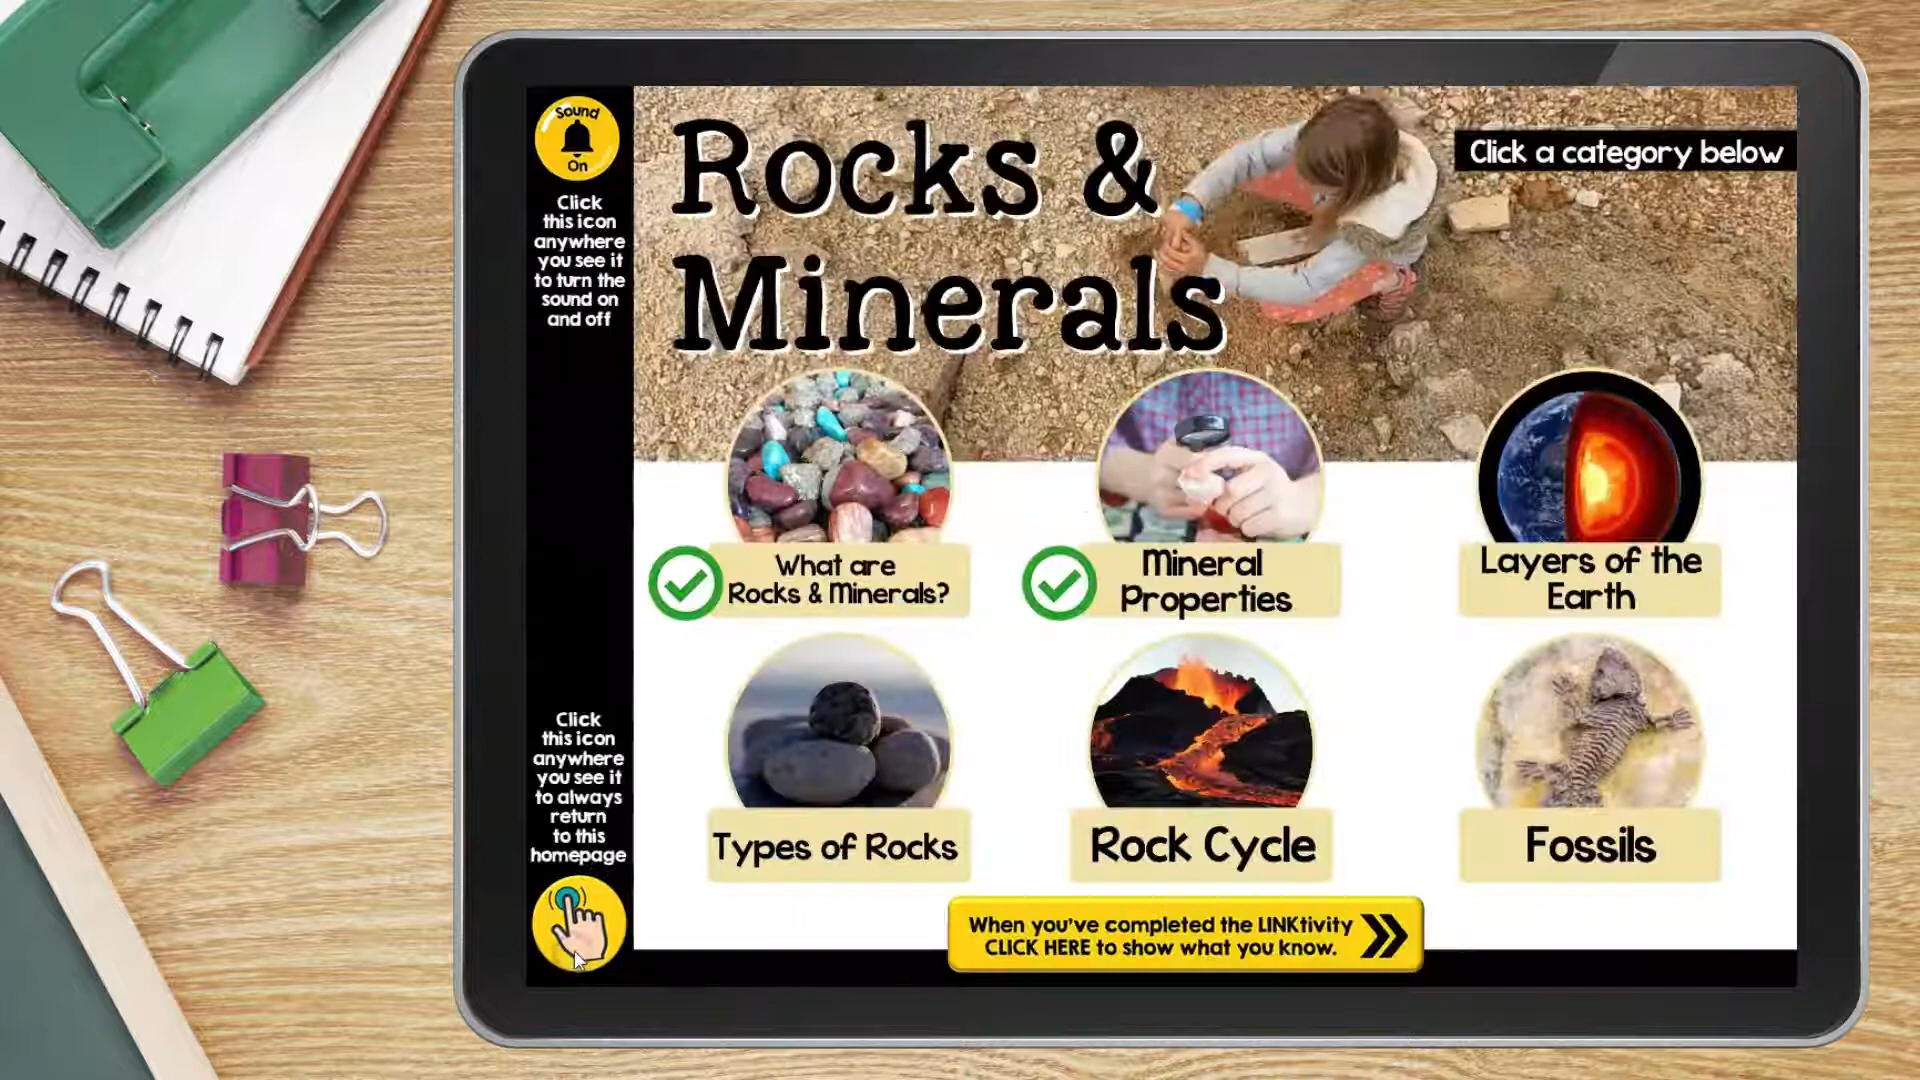 Sound
On
Click
this icon
anywhere
you see it
to turn the
sound on
and off
Rocks &
Minerals
Click a category below
What are
Rocks & Minerals?
Mineral
Properties
Layers of the
Earth
Types of Rocks
Rock Cycle
Fossils
Click
this icon
anywhere
you see it
to always
return
to this
homepage
When you've completed the LINKtivity
CLICK HERE to show what you know.